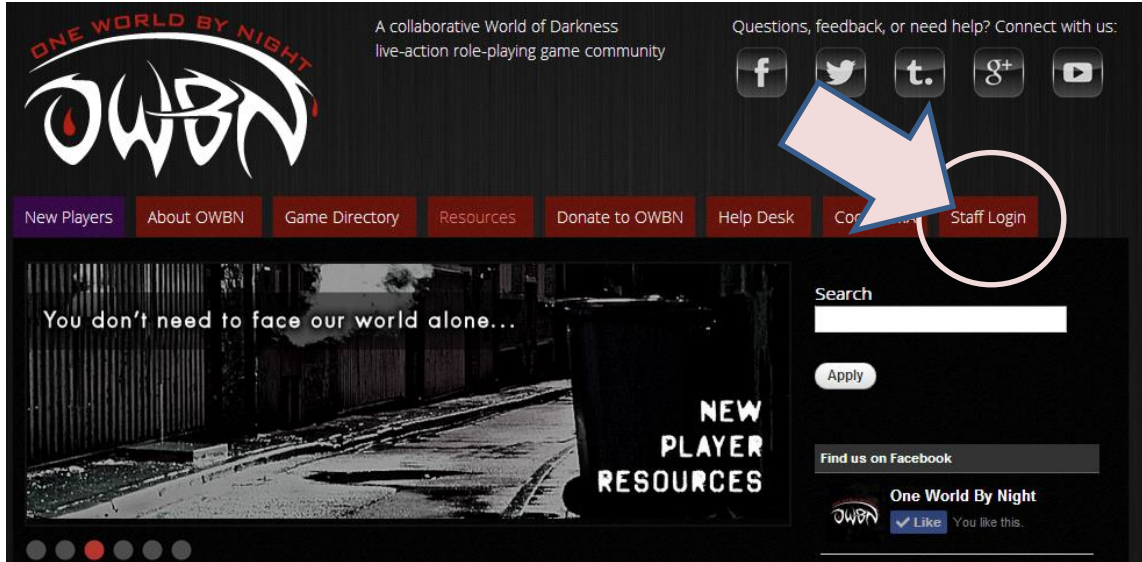 ONE WORLD BY NIGHT
OWBN
A collaborative World of Darkness
live-action role-playing game community
Questions, feedback, or need help? Connect with us:
f
t.
g+
New Players
About OWBN
Game Directory
Resources
Donate to OWBN
Help Desk
Staff Login
You don't need to face our world alone...
NEW
PLAYER
RESOURCES
Search
Apply
Find us on Facebook
OWBN
One World By Night
Like
You like this.